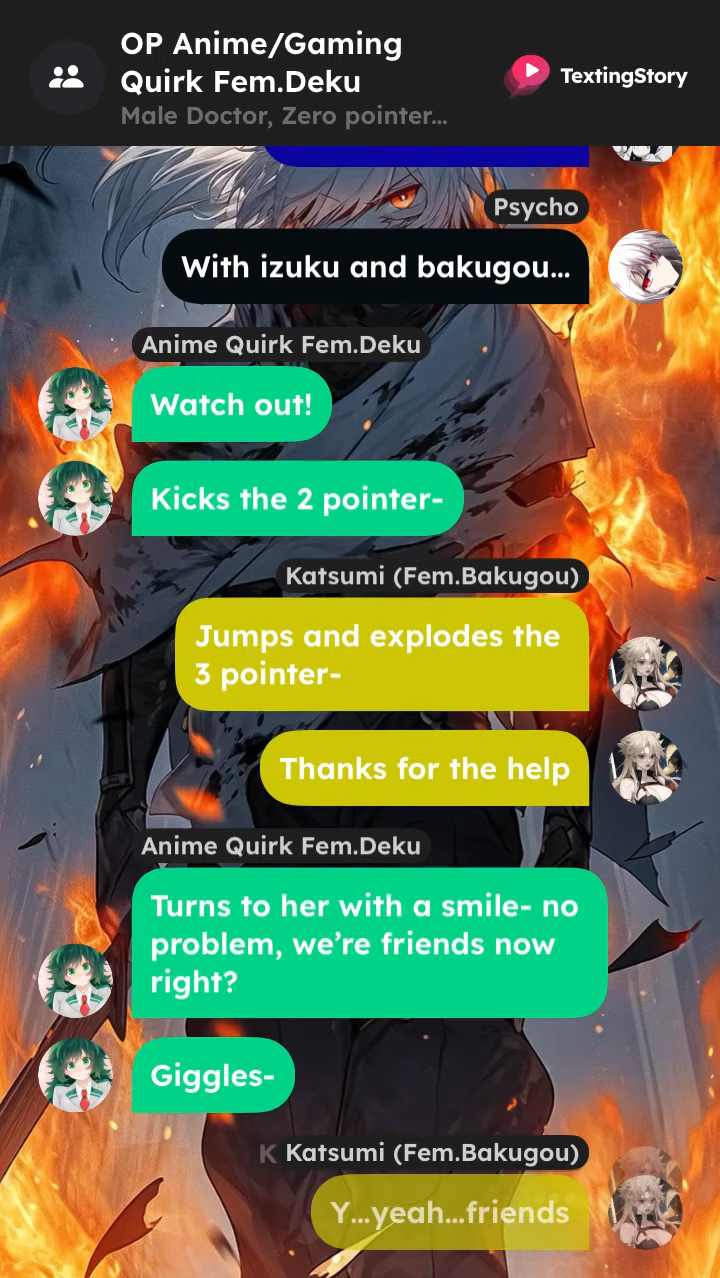 OP Anime/Gaming
Quirk Fem.Deku
Male Doctor, Zero pointer...
TextingStory
Psycho
With izuku and bakugou...
Anime Quirk Fem.Deku
Watch out!
Kicks the 2 pointer-
Katsumi (Fem.Bakugou)
Jumps and explodes the
3 pointer-
Thanks for the help
Anime Quirk Fem.Deku
Turns to her with a smile- no
problem, we’re friends now
right?
Giggles-
K Katsumi (Fem.Bakugou)
Y...yeah...friends